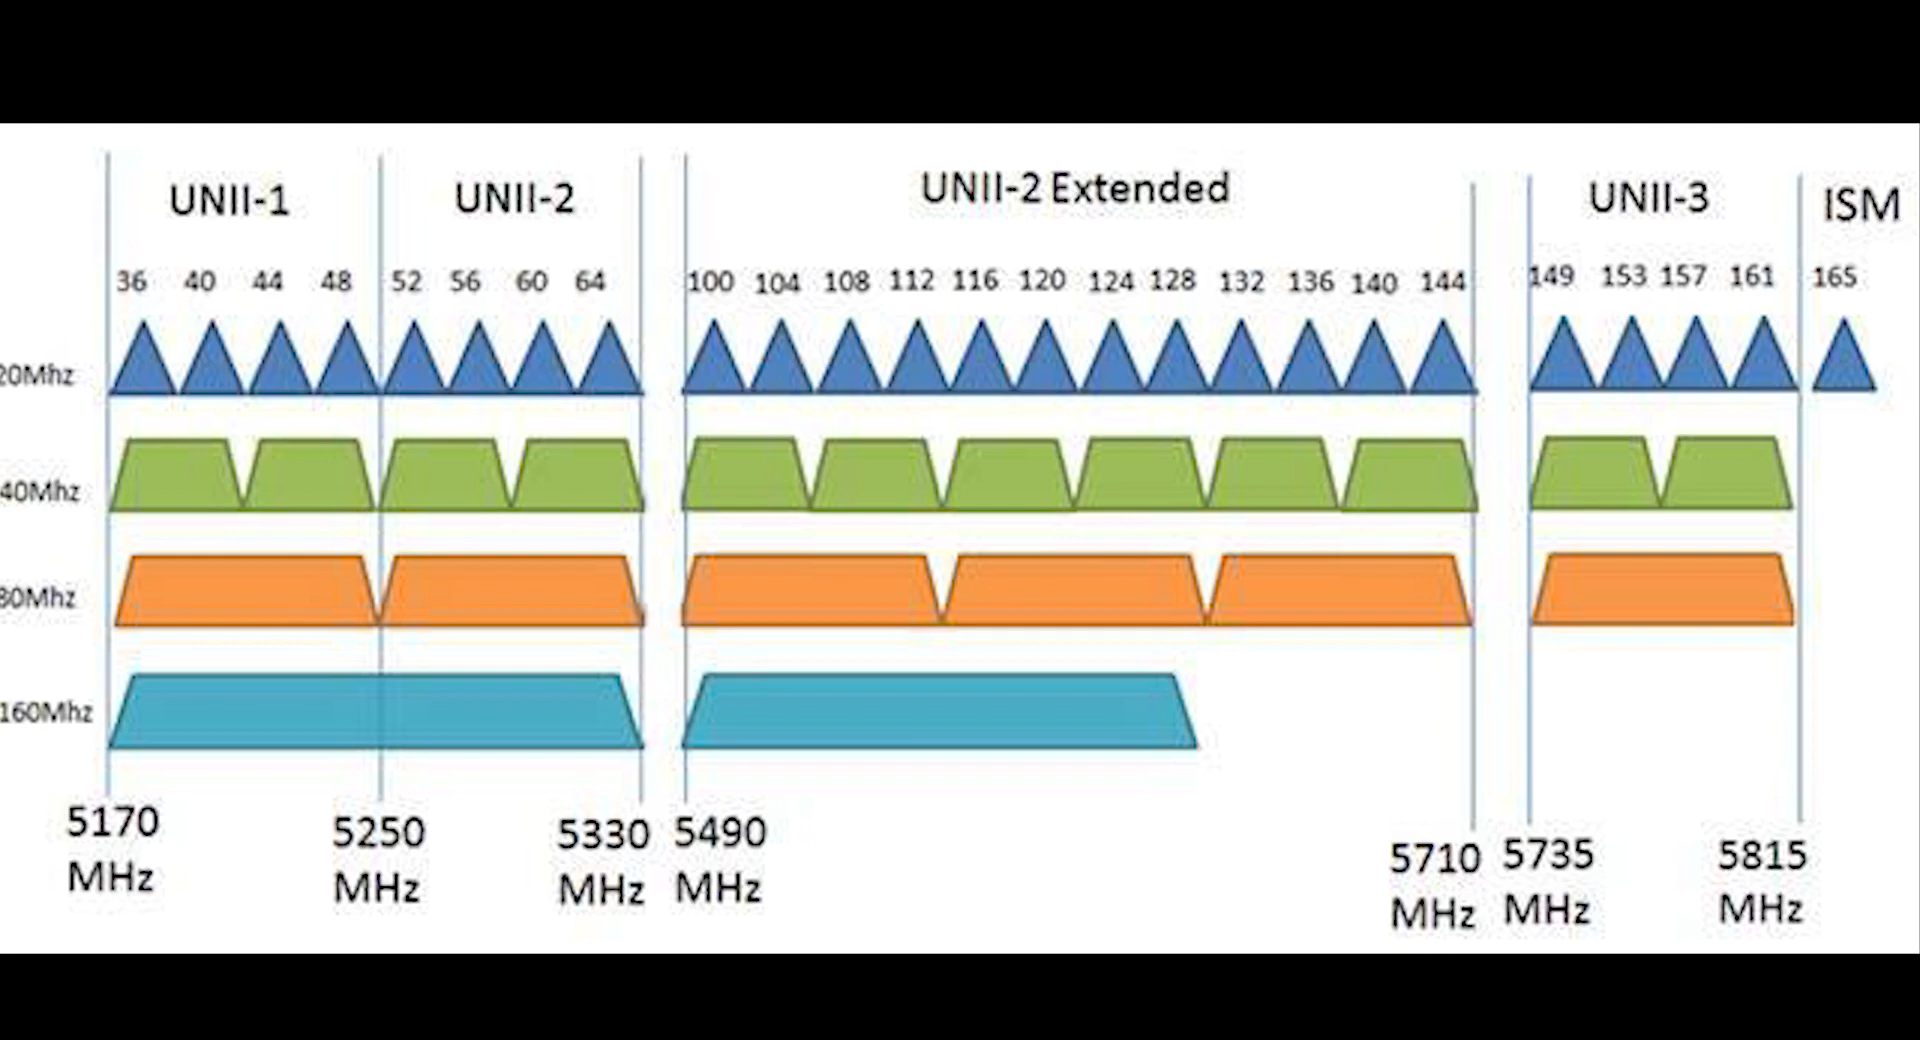 UNII-1 UNII-2 UNII-2 Extended UNII-3 ISM
36 40 44 48 52 56 60 64 100 104 108 112 116 120 124 128 132 136 140 144 149 153 157 161 165
20Mhz
40Mhz
80Mhz
160Mhz
5170 MHz
5250 MHz
5330 MHz
5490 MHz
5710 MHz
5735 MHz
5815 MHz